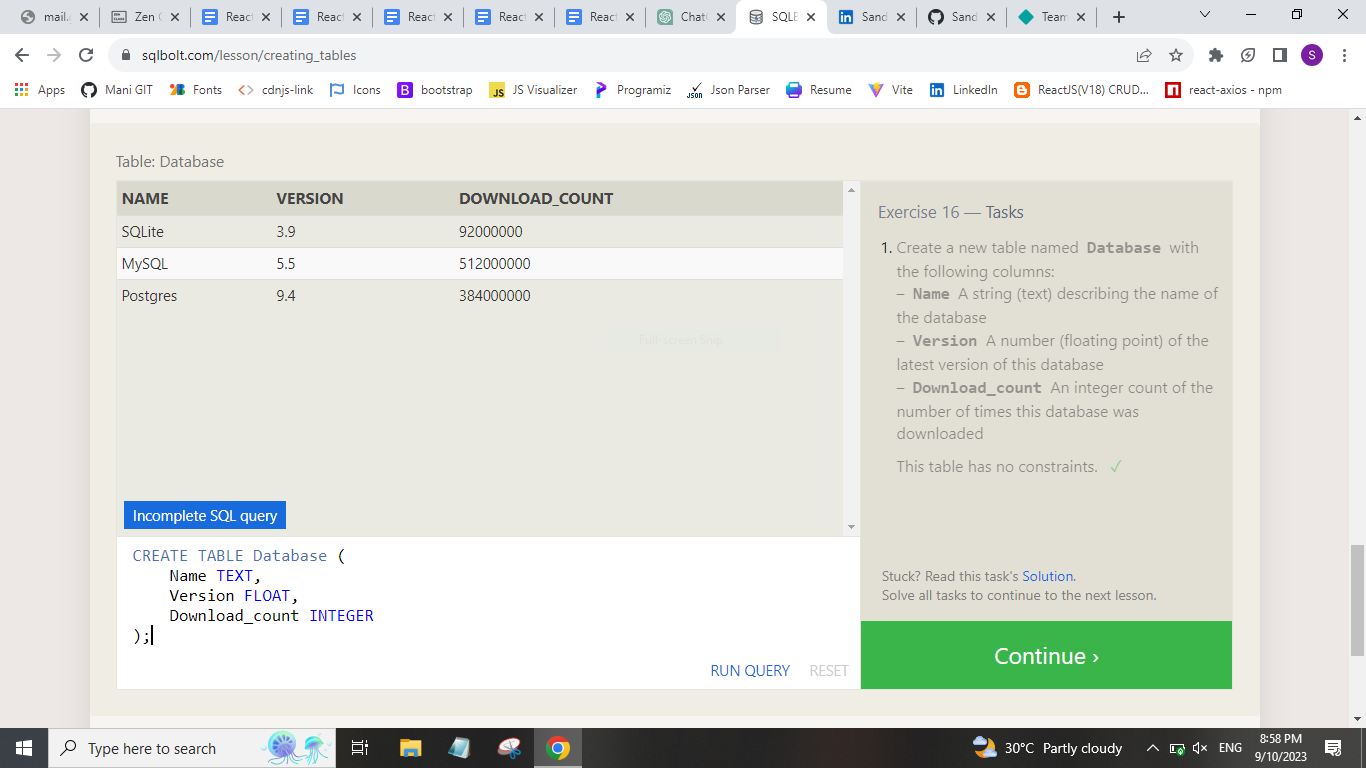 mail.
Zen C
React
React
React
React
React
Chat
SQLB
Sand
Sand
Team
sqlbolt.com/lesson/creating_tables
S
Apps
Mani GIT
Fonts
cdnjs-link
Icons
bootstrap
JS Visualizer
Programiz
Json Parser
Resume
Vite
LinkedIn
ReactJS(V18) CRUD...
react-axios - npm
Table: Database
NAME VERSION DOWNLOAD_COUNT
SQLite 3.9 92000000
MySQL 5.5 512000000
Postgres 9.4 384000000
Full-screen Snip
Incomplete SQL query
CREATE TABLE Database (
Name TEXT,
Version FLOAT,
Download_count INTEGER
);
RUN QUERY RESET
Exercise 16 — Tasks
1. Create a new table named Database with
the following columns:
– Name A string (text) describing the name of
the database
– Version A number (floating point) of the
latest version of this database
– Download_count An integer count of the
number of times this database was
downloaded
This table has no constraints. ✓
Stuck? Read this task's Solution.
Solve all tasks to continue to the next lesson.
Continue ›
Type here to search
30°C Partly cloudy
ENG
8:58 PM
9/10/2023